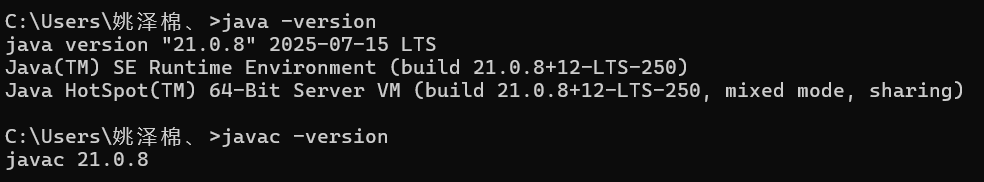 C:\Users\姚泽棉、>java -version
java version "21.0.8" 2025-07-15 LTS
Java(TM) SE Runtime Environment (build 21.0.8+12-LTS-250)
Java HotSpot(TM) 64-Bit Server VM (build 21.0.8+12-LTS-250, mixed mode, sharing)
C:\Users\姚泽棉、>javac -version
javac 21.0.8